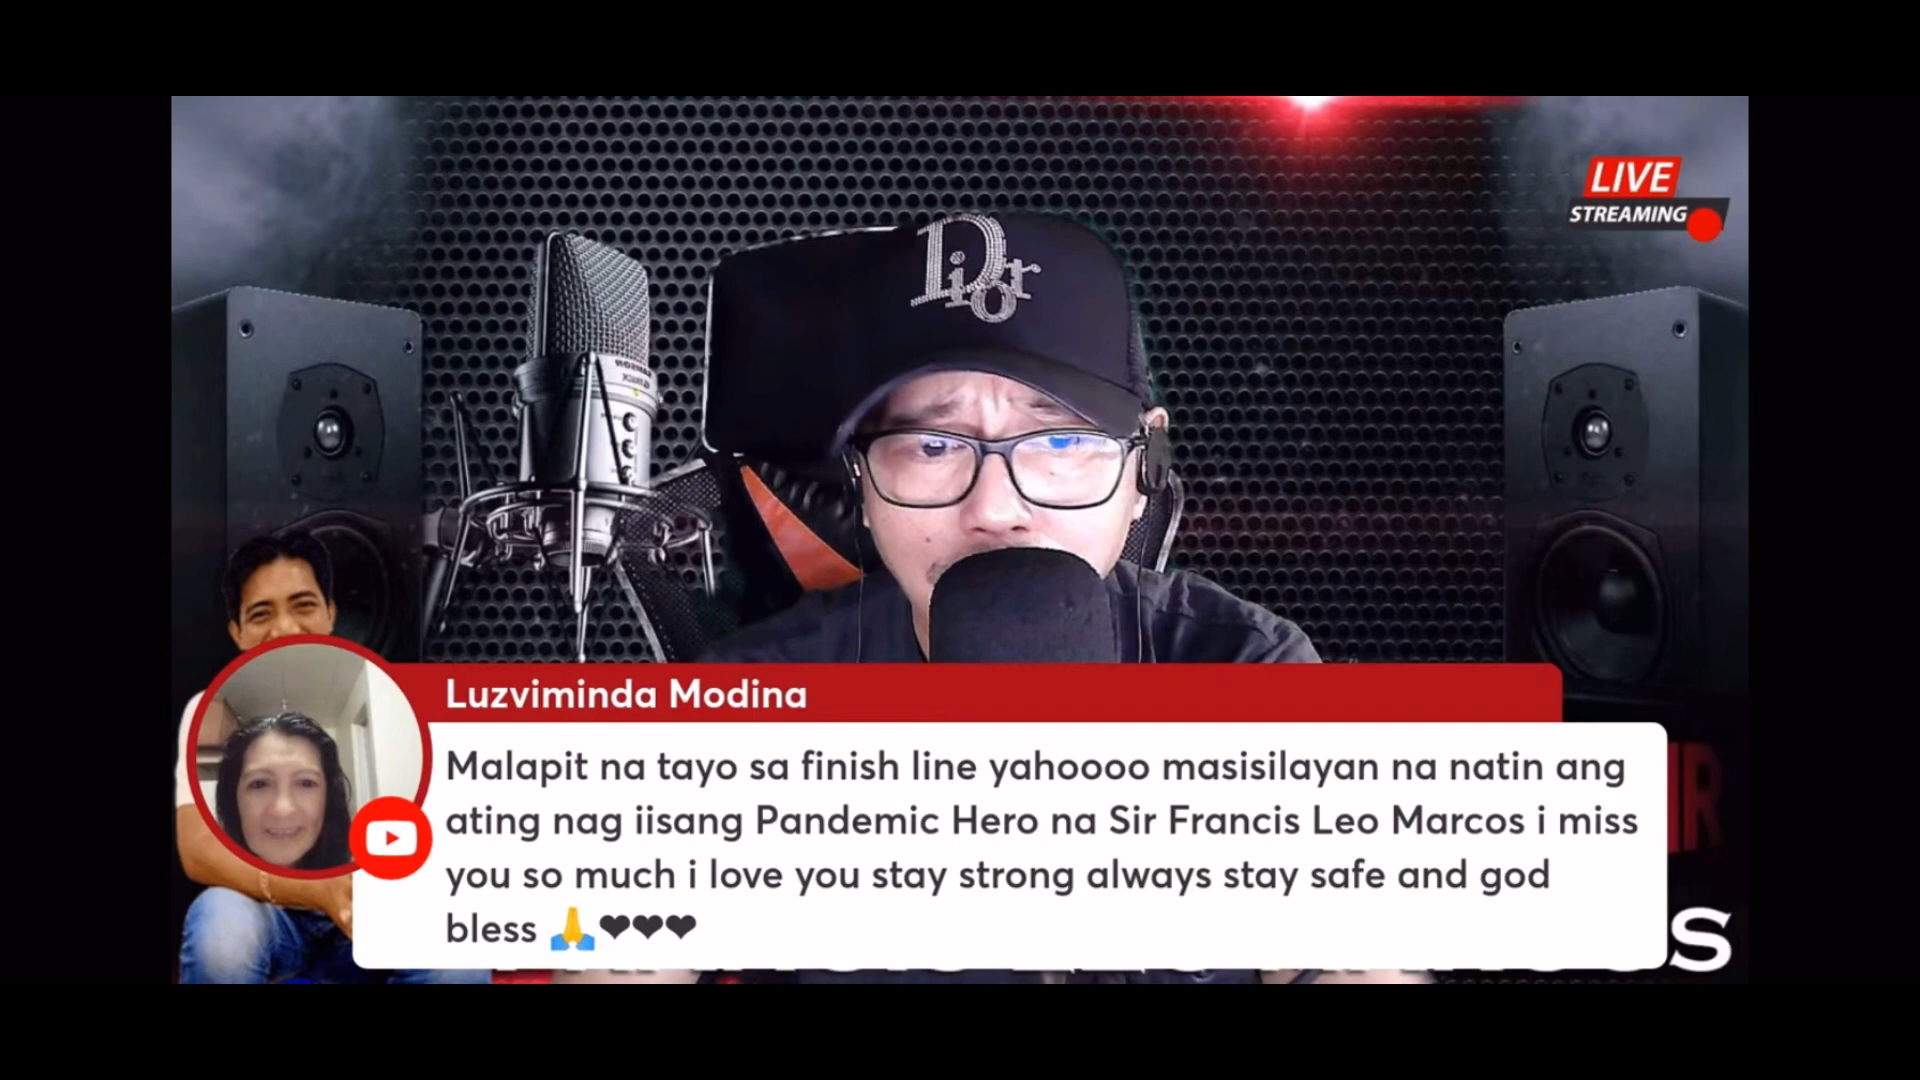 LIVE
STREAMING
Dior
Luzviminda Modina
Malapit na tayo sa finish line yahoooo masisilayan na natin ang
ating nag iisang Pandemic Hero na Sir Francis Leo Marcos i miss
you so much i love you stay strong always stay safe and god
bless 🙏❤❤❤